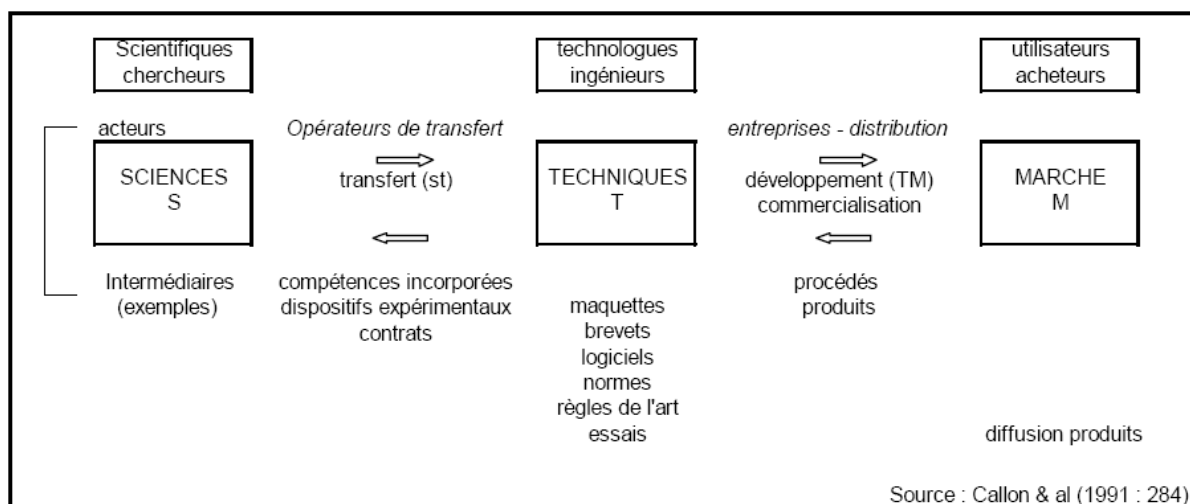 Scientifiques
chercheurs
technologues
ingénieurs
utilisateurs
acheteurs
acteurs
Opérateurs de transfert
entreprises - distribution
SCIENCES
S
transfert (st)
TECHNIQUES
T
développement (TM)
commercialisation
MARCHE
M
Intermédiaires
(exemples)
compétences incorporées
dispositifs expérimentaux
contrats
maquettes
brevets
logiciels
normes
règles de l'art
essais
procédés
produits
diffusion produits
Source : Callon & al (1991 : 284)